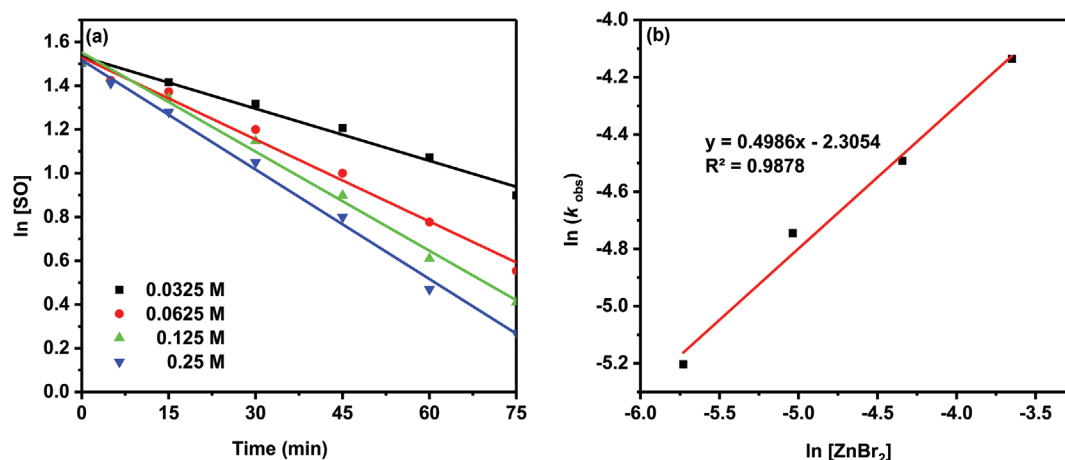 (a)
ln [SO]
1.6
1.4
1.2
1.0
0.8
0.6
0.4
0.2
0.0
0.0325 M
0.0625 M
0.125 M
0.25 M
0 15 30 45 60 75
Time (min)
(b)
ln (k obs)
-4.0
-4.2
-4.4
-4.6
-4.8
-5.0
-5.2
y = 0.4986x - 2.3054
R² = 0.9878
-6.0 -5.5 -5.0 -4.5 -4.0 -3.5
ln [ZnBr₂]